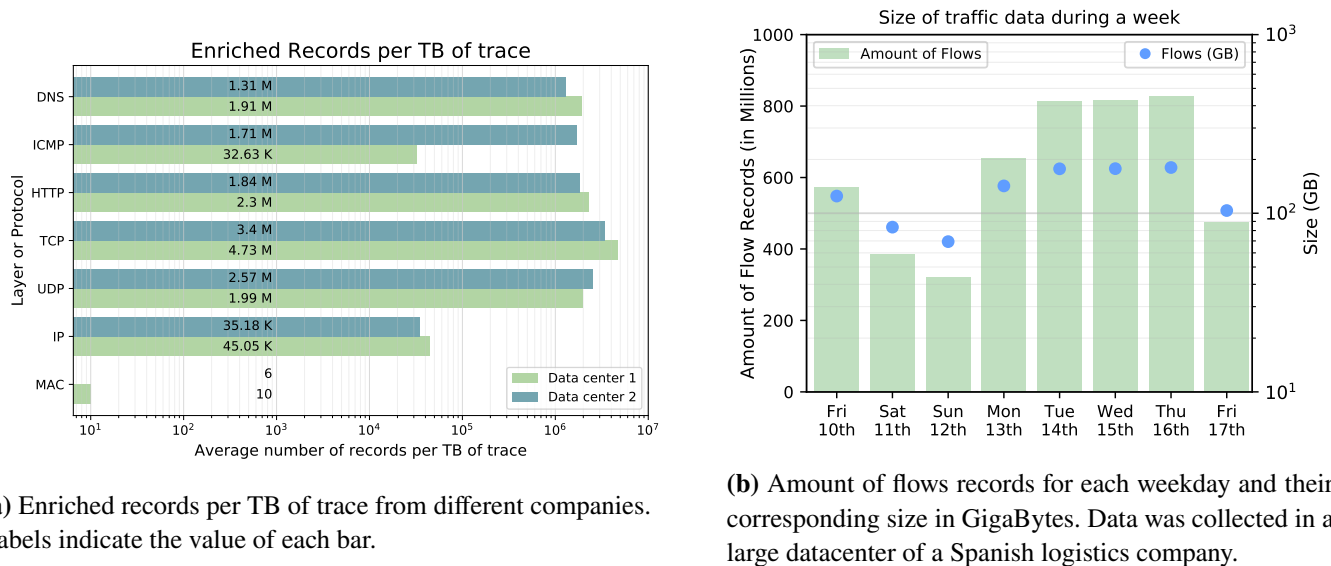 Enriched Records per TB of trace
Layer or Protocol
DNS
1.31 M
1.91 M
ICMP
1.71 M
32.63 K
HTTP
1.84 M
2.3 M
TCP
3.4 M
4.73 M
UDP
2.57 M
1.99 M
IP
35.18 K
45.05 K
MAC
6
10
Data center 1
Data center 2
10¹ 10² 10³ 10⁴ 10⁵ 10⁶ 10⁷
Average number of records per TB of trace
) Enriched records per TB of trace from different companies.
abels indicate the value of each bar.
Size of traffic data during a week
Amount of Flow Records (in Millions)
1000
800
600
400
200
0
Amount of Flows
Flows (GB)
10³
10²
10¹
Size (GB)
Fri Sat Sun Mon Tue Wed Thu Fri
10th 11th 12th 13th 14th 15th 16th 17th
(b) Amount of flows records for each weekday and their
corresponding size in GigaBytes. Data was collected in a
large datacenter of a Spanish logistics company.